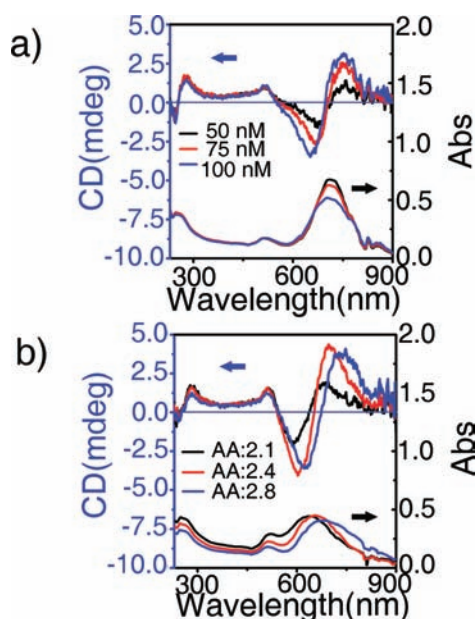 a)
CD(mdeg)
5.0
2.5
0.0
-2.5
-5.0
-7.5
-10.0
50 nM
75 nM
100 nM
2.0
1.5
1.0
0.5
0.0
Abs
300 600 900
Wavelength(nm)
b)
CD(mdeg)
5.0
2.5
0.0
-2.5
-5.0
-7.5
-10.0
AA:2.1
AA:2.4
AA:2.8
2.0
1.5
1.0
0.5
0.0
Abs
300 600 900
Wavelength(nm)